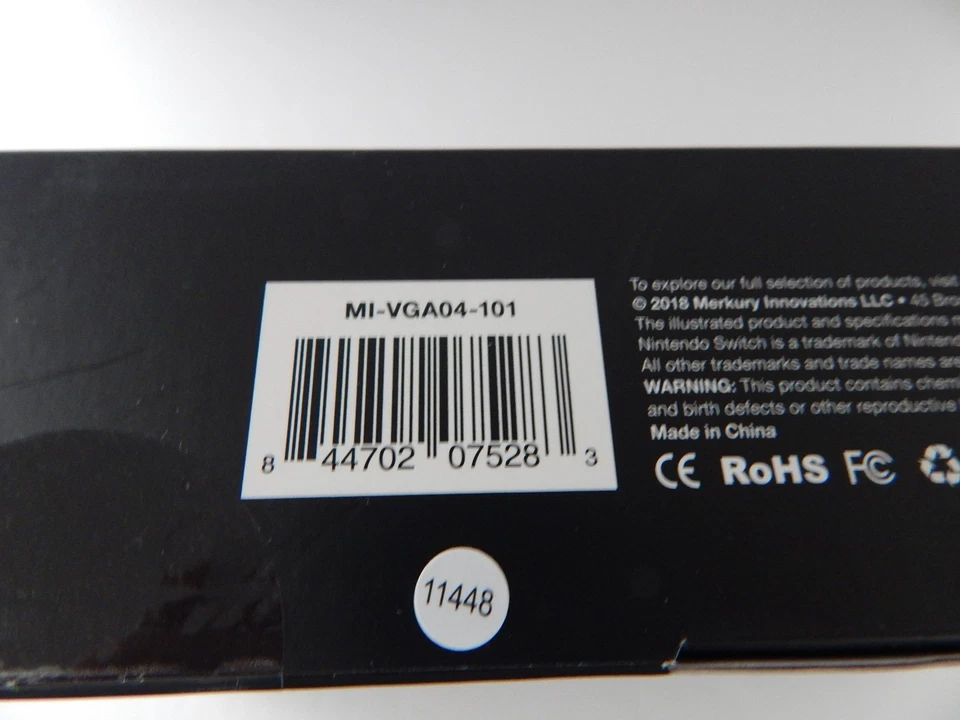 MI-VGA04-101
8 44702 07528 3
To explore our full selection of products, visit
© 2018 Merkury Innovations LLC • 45
The illustrated product and specifications
Nintendo Switch is a trademark of
All other trademarks and trade names are
WARNING: This product contains
and birth defects or other reproductive
Made in China
CE RoHS FC
11448